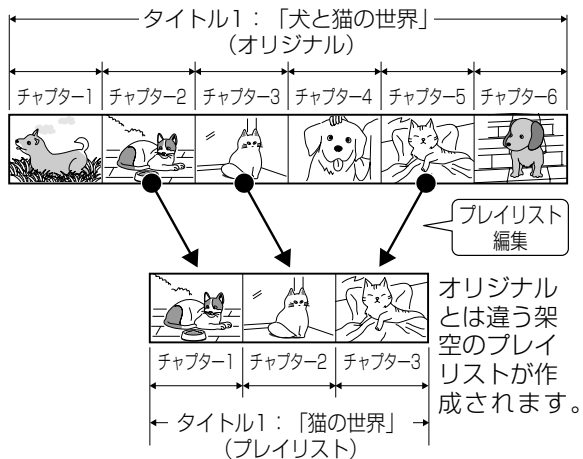 タイトル1：「犬と猫の世界」
（オリジナル）
チャプター1 チャプター2 チャプター3 チャプター4 チャプター5 チャプター6
プレイリスト
編集
オリジナル
とは違う架
空のプレイ
リストが作
成されます。
チャプター1 チャプター2 チャプター3
タイトル1：「猫の世界」
（プレイリスト）